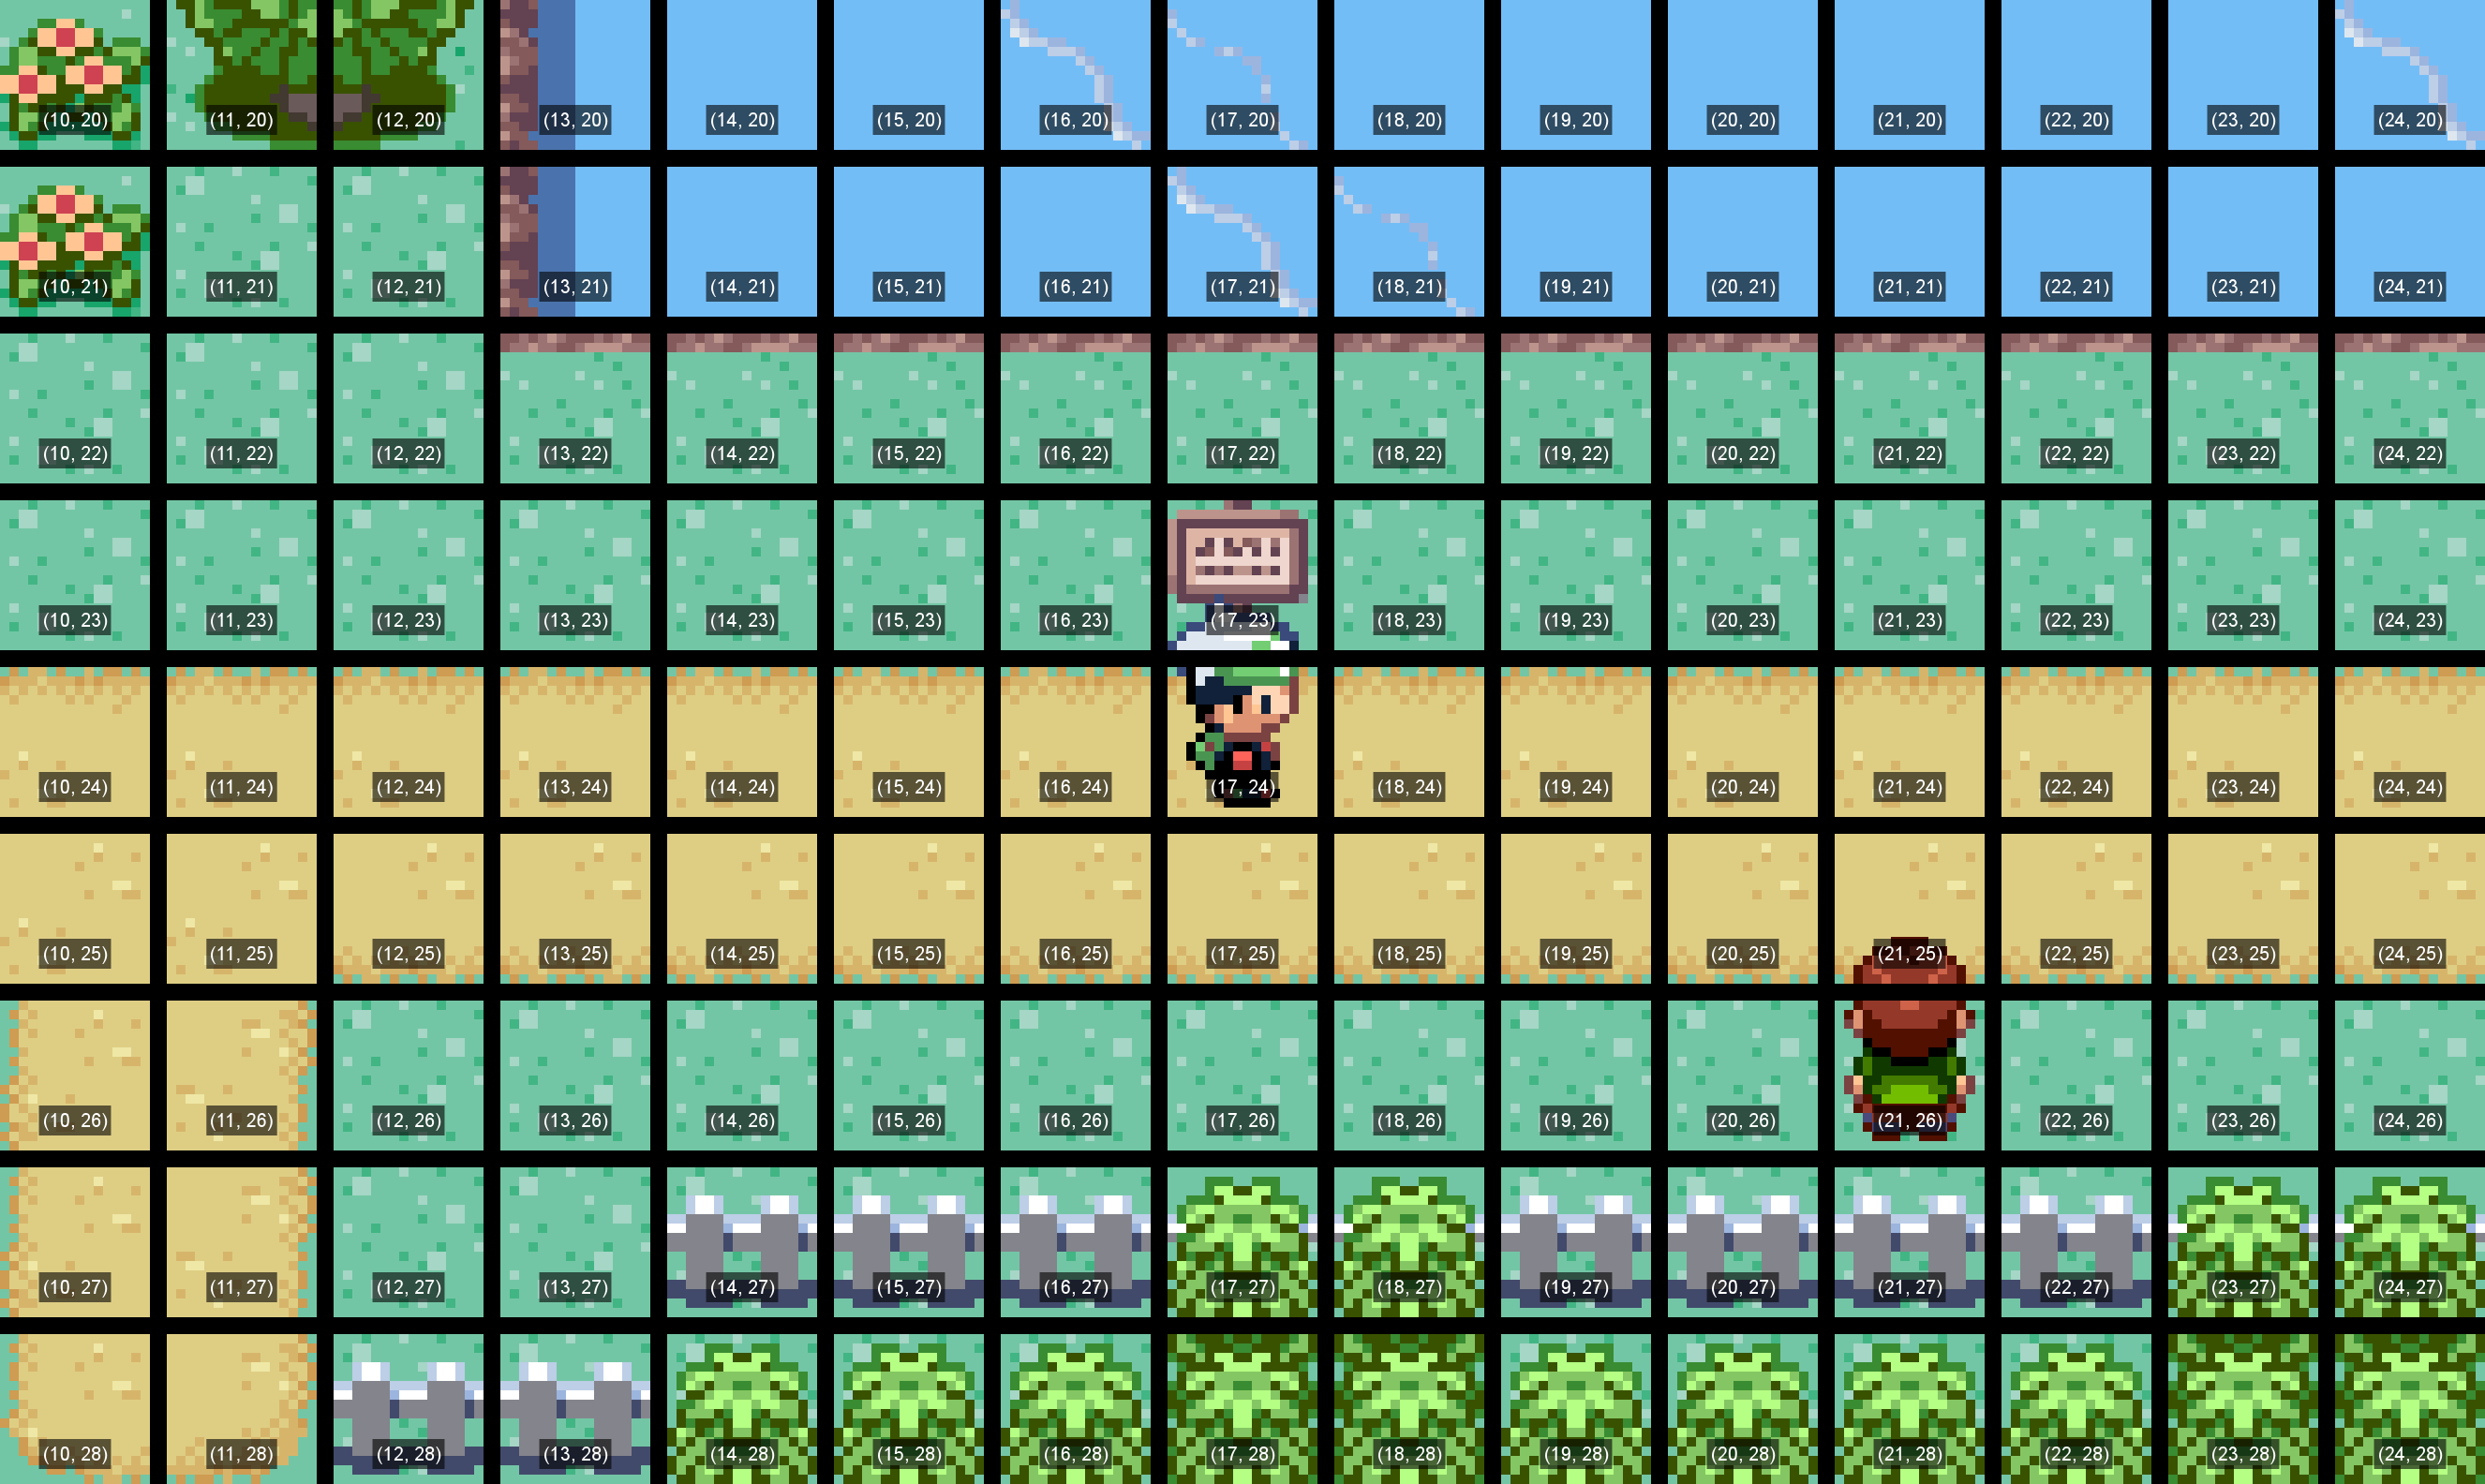 (10, 20) (11, 20) (12, 20) (13, 20) (14, 20) (15, 20) (16, 20) (17, 20) (18, 20) (19, 20) (20, 20) (21, 20) (22, 20) (23, 20) (24, 20)
(10, 21) (11, 21) (12, 21) (13, 21) (14, 21) (15, 21) (16, 21) (17, 21) (18, 21) (19, 21) (20, 21) (21, 21) (22, 21) (23, 21) (24, 21)
(10, 22) (11, 22) (12, 22) (13, 22) (14, 22) (15, 22) (16, 22) (17, 22) (18, 22) (19, 22) (20, 22) (21, 22) (22, 22) (23, 22) (24, 22)
(10, 23) (11, 23) (12, 23) (13, 23) (14, 23) (15, 23) (16, 23) (17, 23) (18, 23) (19, 23) (20, 23) (21, 23) (22, 23) (23, 23) (24, 23)
(10, 24) (11, 24) (12, 24) (13, 24) (14, 24) (15, 24) (16, 24) (17, 24) (18, 24) (19, 24) (20, 24) (21, 24) (22, 24) (23, 24) (24, 24)
(10, 25) (11, 25) (12, 25) (13, 25) (14, 25) (15, 25) (16, 25) (17, 25) (18, 25) (19, 25) (20, 25) (21, 25) (22, 25) (23, 25) (24, 25)
(10, 26) (11, 26) (12, 26) (13, 26) (14, 26) (15, 26) (16, 26) (17, 26) (18, 26) (19, 26) (20, 26) (21, 26) (22, 26) (23, 26) (24, 26)
(10, 27) (11, 27) (12, 27) (13, 27) (14, 27) (15, 27) (16, 27) (17, 27) (18, 27) (19, 27) (20, 27) (21, 27) (22, 27) (23, 27) (24, 27)
(10, 28) (11, 28) (12, 28) (13, 28) (14, 28) (15, 28) (16, 28) (17, 28) (18, 28) (19, 28) (20, 28) (21, 28) (22, 28) (23, 28) (24, 28)